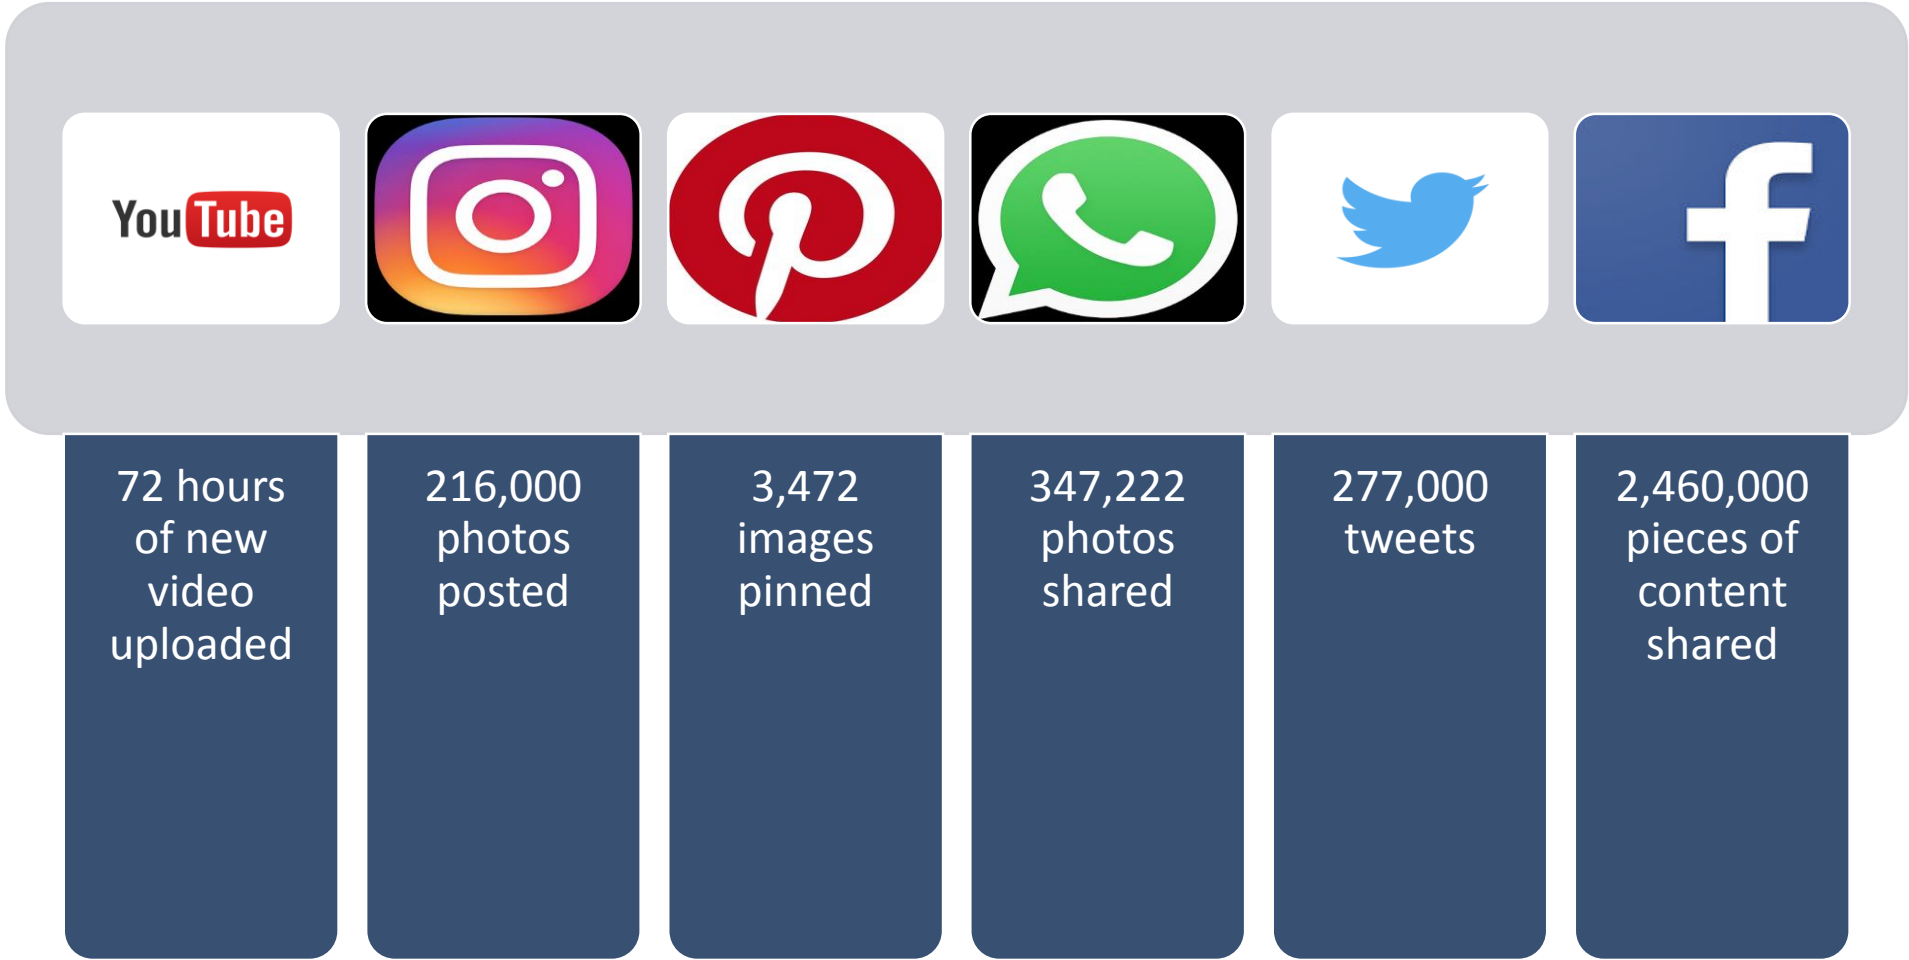 YouTube
72 hours
of new
video
uploaded
216,000
photos
posted
3,472
images
pinned
347,222
photos
shared
277,000
tweets
2,460,000
pieces of
content
shared